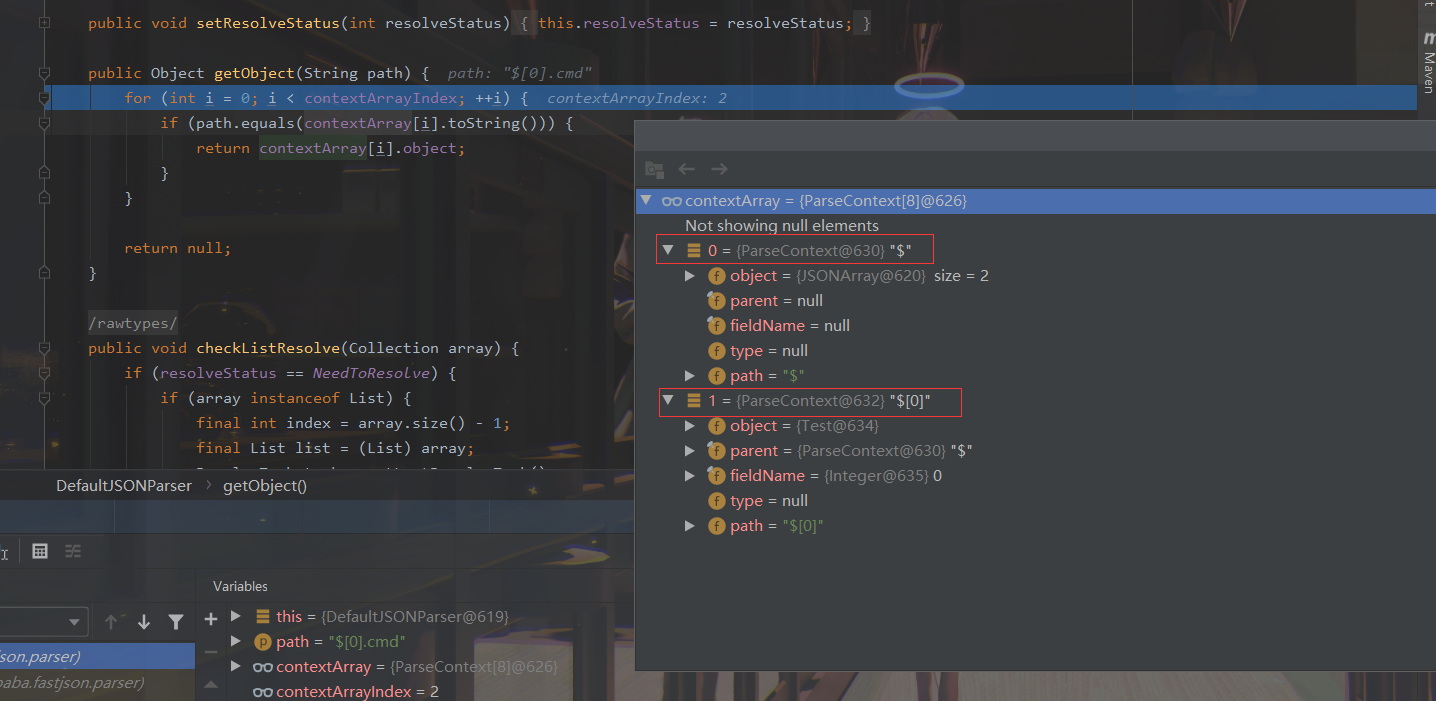 public void setResolveStatus(int resolveStatus) { this.resolveStatus = resolveStatus; }
public Object getObject(String path) { path: "$[0].cmd"
for (int i = 0; i < contextArrayIndex; ++i) { contextArrayIndex: 2
if (path.equals(contextArray[i].toString())) {
return contextArray[i].object;
}
}
return null;
}
/rawtypes/
public void checkListResolve(Collection array) {
if (resolveStatus == NeedToResolve) {
if (array instanceof List) {
final int index = array.size() - 1;
final List list = (List) array;
DefaultJSONParser > getObject()
Maven
contextArray = {ParseContext[8]@626}
Not showing null elements
0 = {ParseContext@630} "$"
object = {JSONArray@620} size = 2
parent = null
fieldName = null
type = null
path = "$"
1 = {ParseContext@632} "$[0]"
object = {Test@634}
parent = {ParseContext@630} "$"
fieldName = {Integer@635} 0
type = null
path = "$[0]"
Variables
this = {DefaultJSONParser@619}
path = "$[0].cmd"
contextArray = {ParseContext[8]@626}
contextArrayIndex = 2
son.parser)
baba.fastjson.parser)